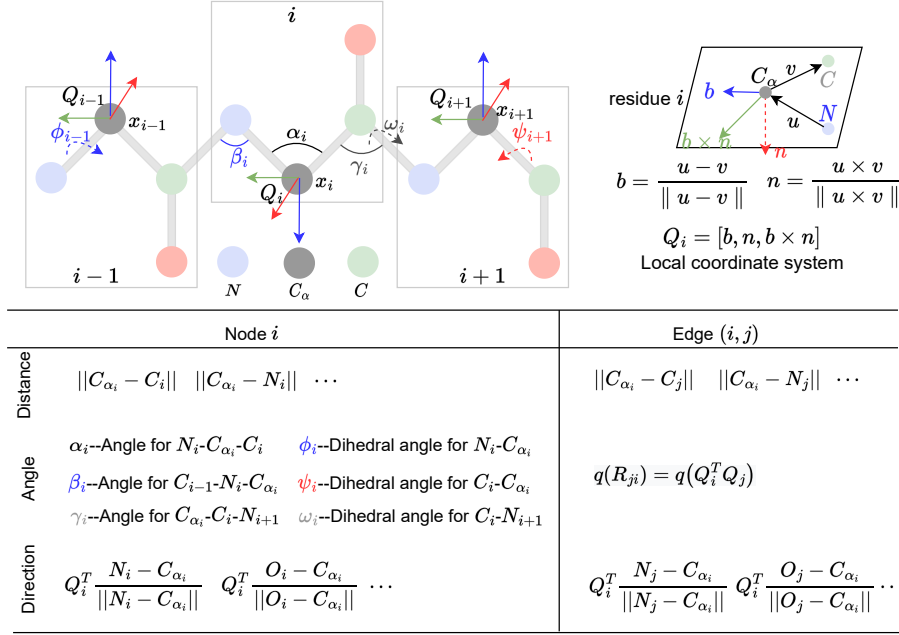 i
Q_{i-1}
x_{i-1}
ϕ_{i-1}
β_i
α_i
ω_i
γ_i
Q_i
x_i
Q_{i+1}
x_{i+1}
ψ_{i+1}
i − 1
i + 1
N
C_α
C
residue i
C_α
v
C
b
N
u
b × n
n
b = \frac{u − v}{‖ u − v ‖} n = \frac{u × v}{‖ u × v ‖}
Q_i = [b, n, b × n]
Local coordinate system
Node i
Edge (i, j)
Distance
||C_{α_i} − C_i|| ||C_{α_i} − N_i|| ⋯
||C_{α_i} − C_j|| ||C_{α_i} − N_j|| ⋯
Angle
α_i--Angle for N_i-C_{α_i}-C_i
ϕ_i--Dihedral angle for N_i-C_{α_i}
β_i--Angle for C_{i−1}-N_i-C_{α_i}
ψ_i--Dihedral angle for C_i-C_{α_i}
γ_i--Angle for C_{α_i}-C_i-N_{i+1}
ω_i--Dihedral angle for C_i-N_{i+1}
q(R_{ji}) = q(Q_i^T Q_j)
Direction
Q_i^T \frac{N_i − C_{α_i}}{||N_i − C_{α_i}||} Q_i^T \frac{O_i − C_{α_i}}{||O_i − C_{α_i}||} ⋯
Q_i^T \frac{N_j − C_{α_i}}{||N_j − C_{α_i}||} Q_i^T \frac{O_j − C_{α_i}}{||O_j − C_{α_i}||} ··